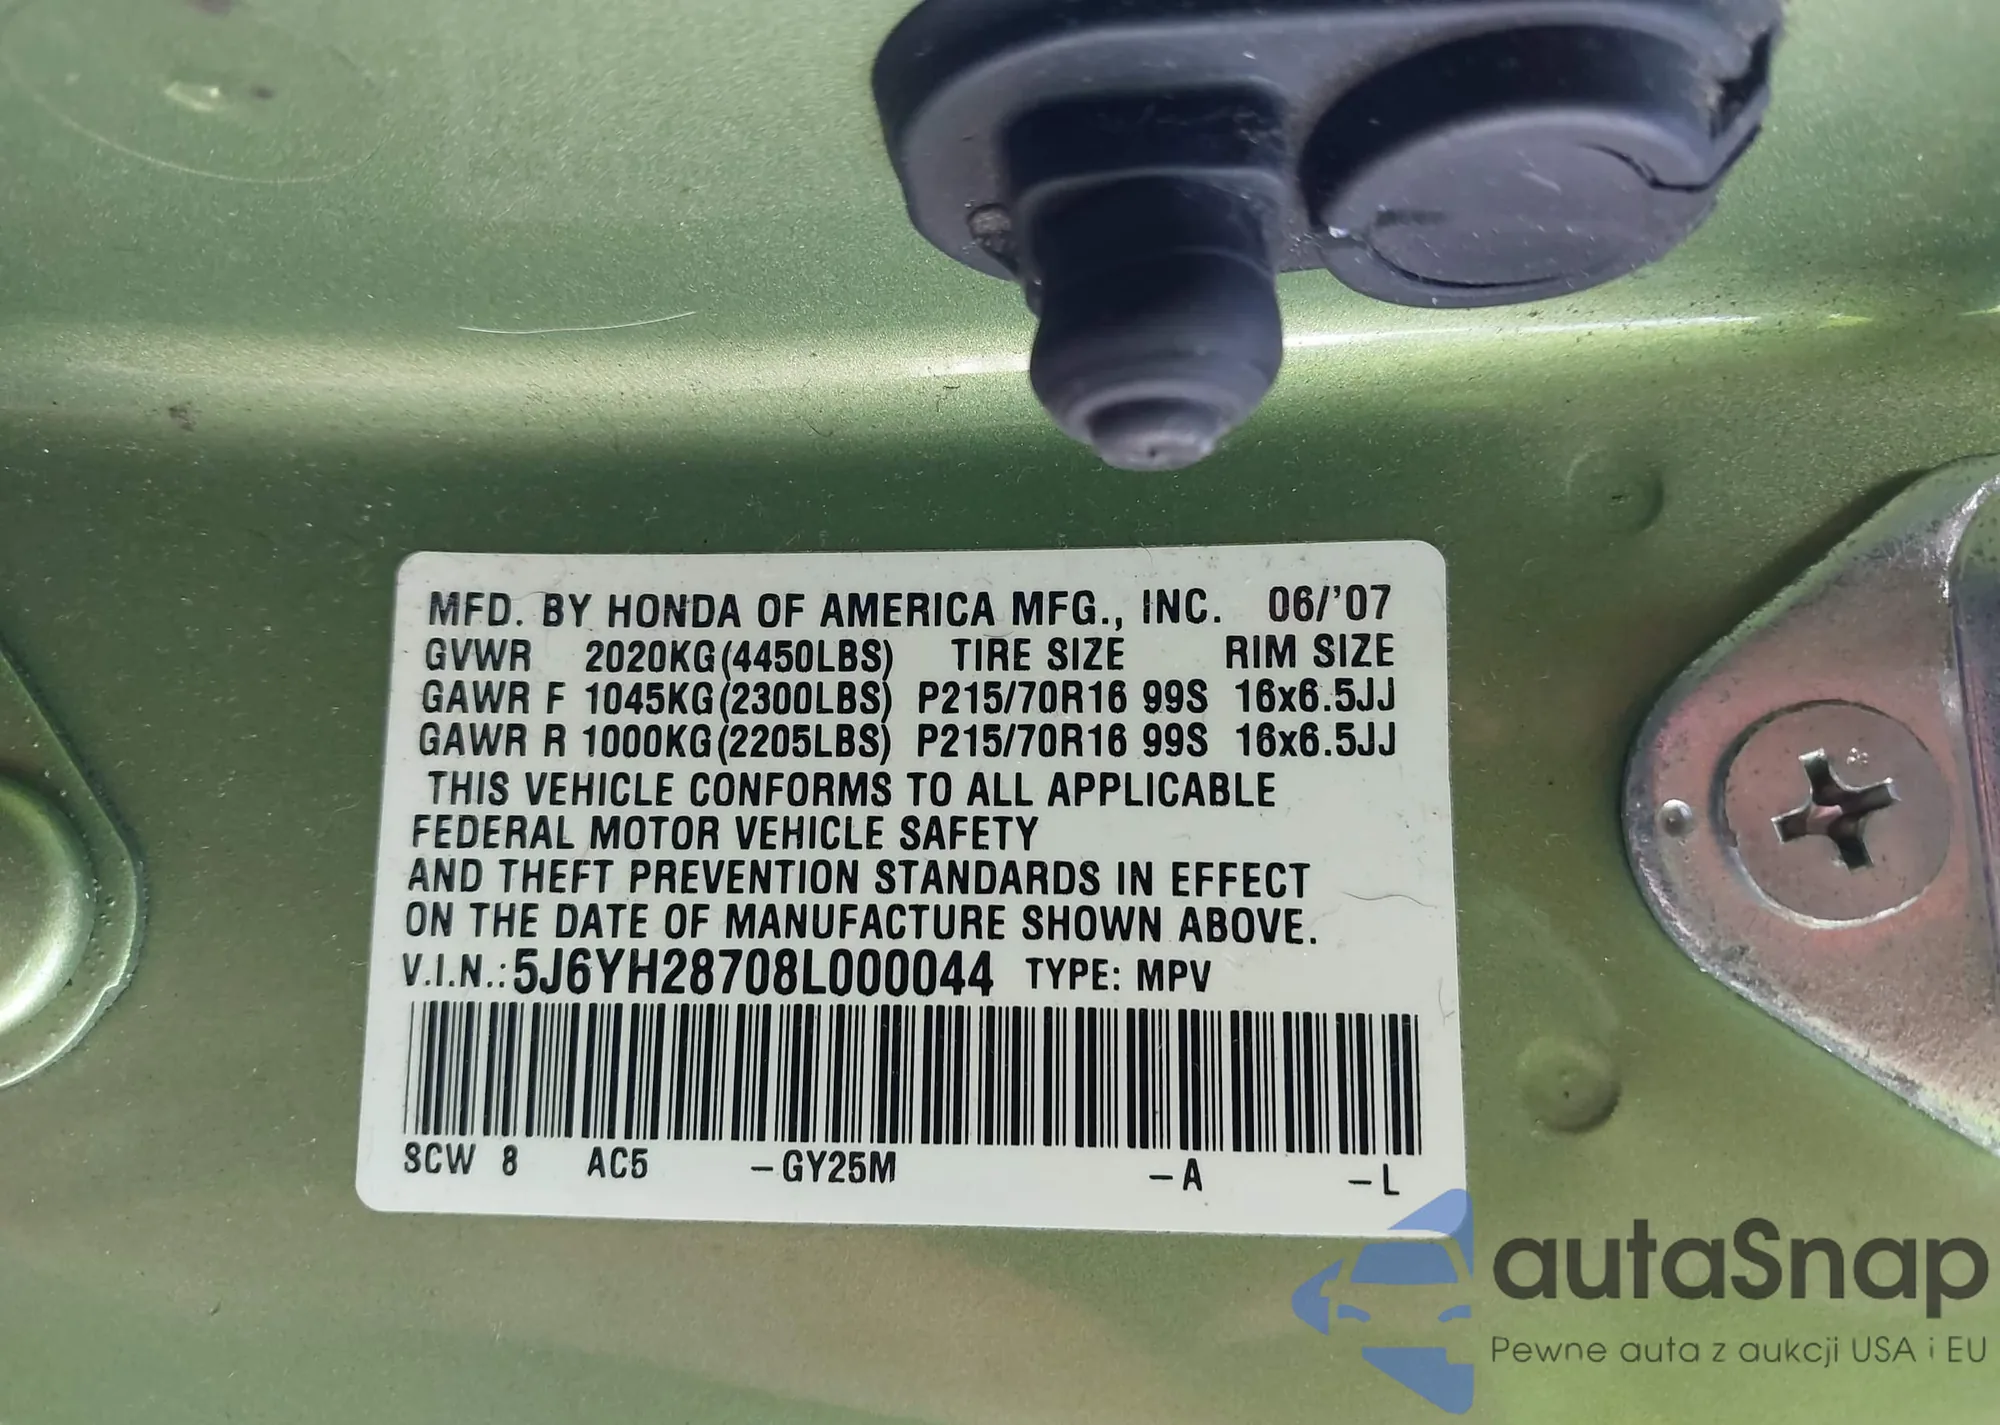 MFD. BY HONDA OF AMERICA MFG., INC. 06/'07
GVWR 2020KG(4450LBS) TIRE SIZE RIM SIZE
GAWR F 1045KG(2300LBS) P215/70R16 99S 16x6.5JJ
GAWR R 1000KG(2205LBS) P215/70R16 99S 16x6.5JJ
THIS VEHICLE CONFORMS TO ALL APPLICABLE
FEDERAL MOTOR VEHICLE SAFETY
AND THEFT PREVENTION STANDARDS IN EFFECT
ON THE DATE OF MANUFACTURE SHOWN ABOVE.
V.I.N.: 5J6YH28708L000044 TYPE: MPV
SCW 8 AC5 –GY25M –A –L
autaSnap
Pewne auta z aukcji USA i EU